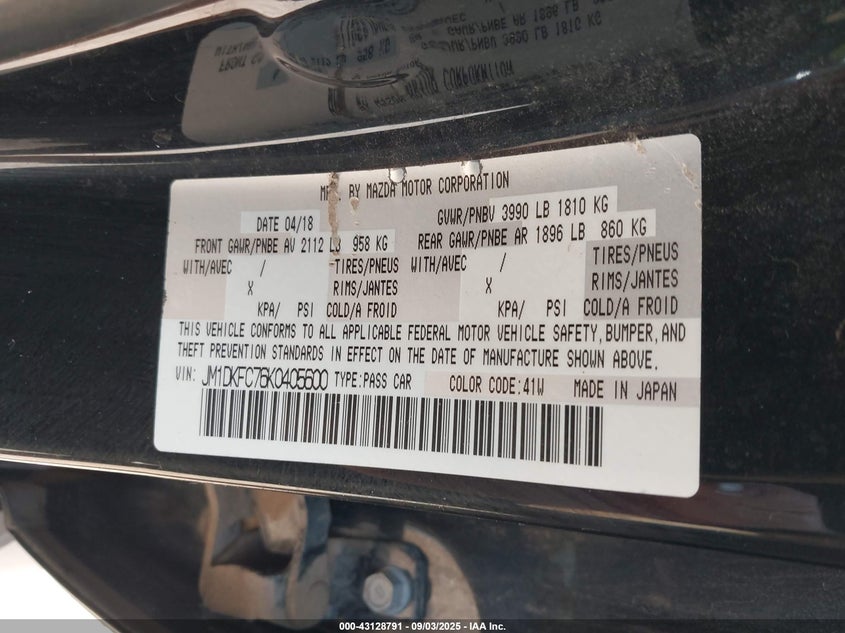 MFD. BY MAZDA MOTOR CORPORATION
DATE 04/18 GVWR/PNBV 3990 LB 1810 KG
FRONT GAWR/PNBE AV 2112 LB 958 KG REAR GAWR/PNBE AR 1896 LB 860 KG
WITH/AVEC / TIRES/PNEUS WITH/AVEC / TIRES/PNEUS
X RIMS/JANTES X RIMS/JANTES
KPA/ PSI COLD/A FROID KPA/ PSI COLD/A FROID
THIS VEHICLE CONFORMS TO ALL APPLICABLE FEDERAL MOTOR VEHICLE SAFETY, BUMPER, AND
THEFT PREVENTION STANDARDS IN EFFECT ON THE DATE OF MANUFACTURE SHOWN ABOVE.
VIN: JM1DKFC76K0405600 TYPE:PASS CAR COLOR CODE:41W MADE IN JAPAN
000-43128791 - 09/03/2025 - IAA Inc.